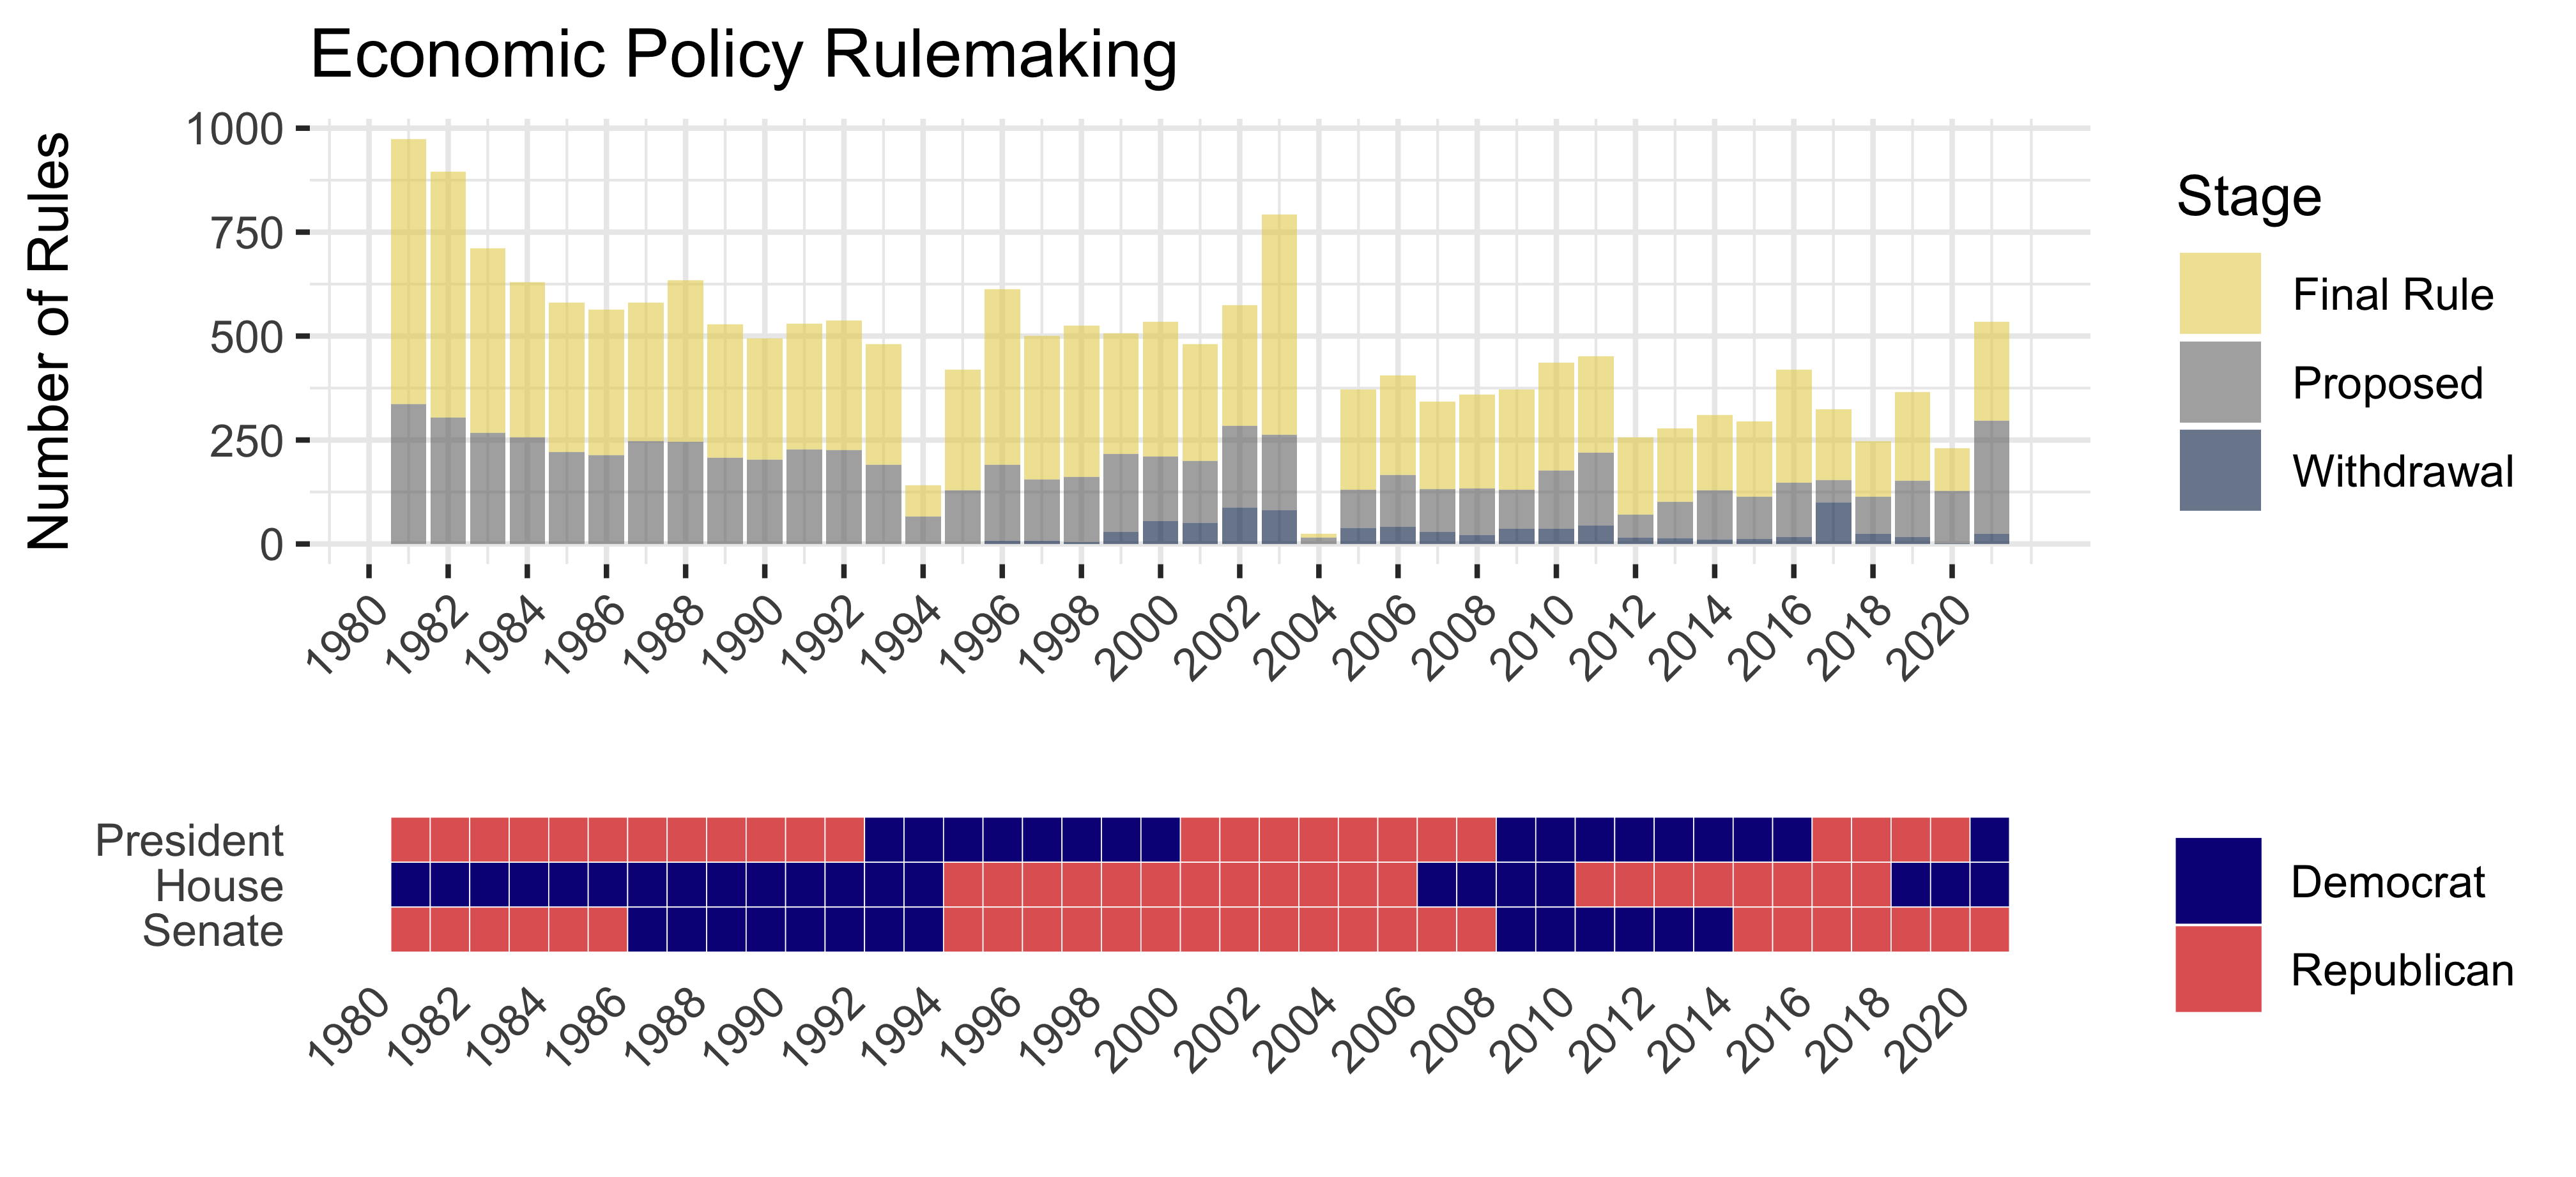 Economic Policy Rulemaking
Number of Rules
1000
750
500
250
0
1980 1982 1984 1986 1988 1990 1992 1994 1996 1998 2000 2002 2004 2006 2008 2010 2012 2014 2016 2018 2020
Stage
Final Rule
Proposed
Withdrawal
President
House
Senate
1980 1982 1984 1986 1988 1990 1992 1994 1996 1998 2000 2002 2004 2006 2008 2010 2012 2014 2016 2018 2020
Democrat
Republican